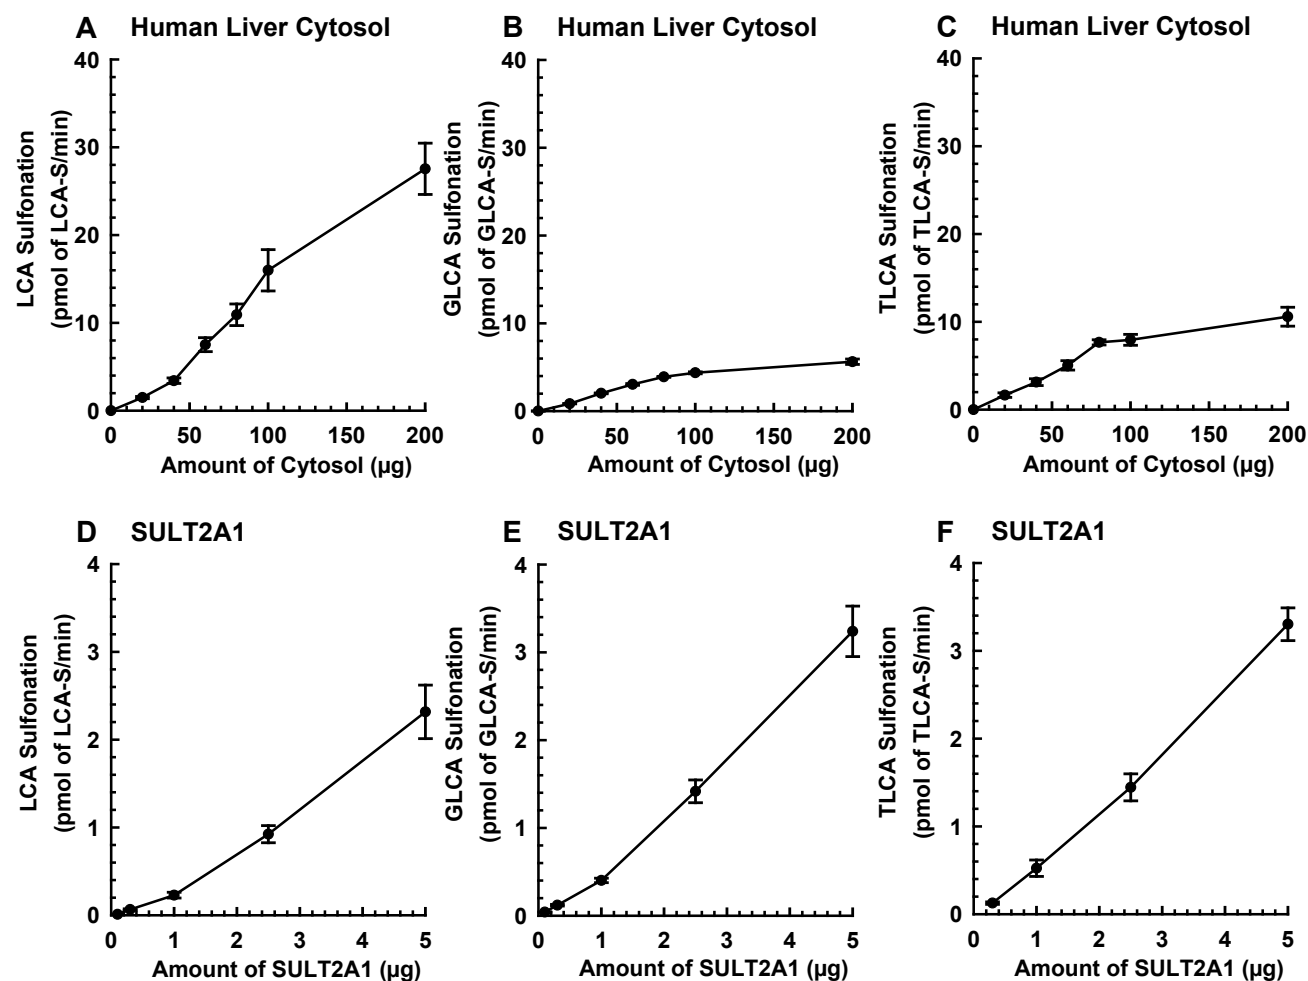 A Human Liver Cytosol
LCA Sulfonation
(pmol of LCA-S/min)
40
30
20
10
0
0 50 100 150 200
Amount of Cytosol (µg)
B Human Liver Cytosol
GLCA Sulfonation
(pmol of GLCA-S/min)
40
30
20
10
0
0 50 100 150 200
Amount of Cytosol (µg)
C Human Liver Cytosol
TLCA Sulfonation
(pmol of TLCA-S/min)
40
30
20
10
0
0 50 100 150 200
Amount of Cytosol (µg)
D SULT2A1
LCA Sulfonation
(pmol of LCA-S/min)
4
3
2
1
0
0 1 2 3 4 5
Amount of SULT2A1 (µg)
E SULT2A1
GLCA Sulfonation
(pmol of GLCA-S/min)
4
3
2
1
0
0 1 2 3 4 5
Amount of SULT2A1 (µg)
F SULT2A1
TLCA Sulfonation
(pmol of TLCA-S/min)
4
3
2
1
0
0 1 2 3 4 5
Amount of SULT2A1 (µg)